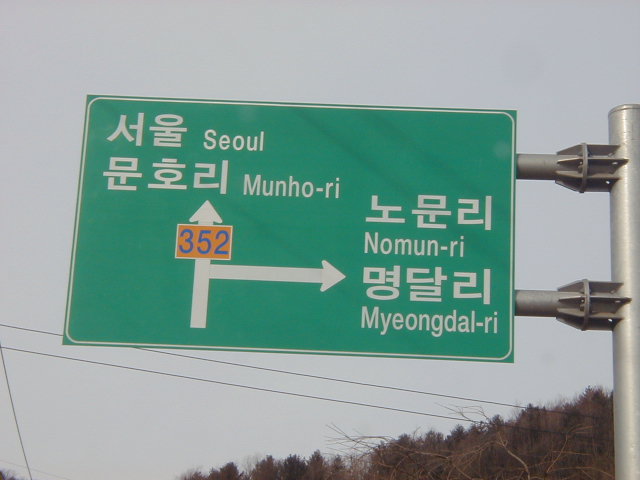 서울 Seoul
문호리 Munho-ri
352
노문리
Nomun-ri
명달리
Myeongdal-ri